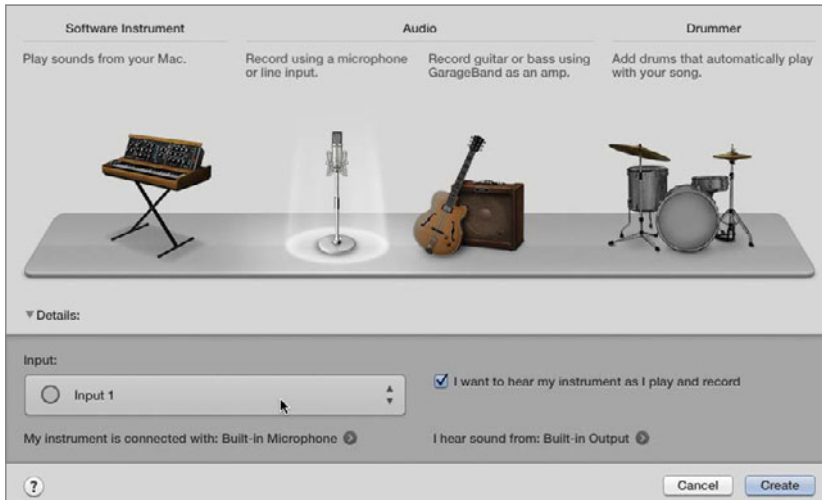 Software Instrument
Audio
Drummer
Play sounds from your Mac.
Record using a microphone
or line input.
Record guitar or bass using
GarageBand as an amp.
Add drums that automatically play
with your song.
Details:
Input:
Input 1
I want to hear my instrument as I play and record
My instrument is connected with: Built-in Microphone
I hear sound from: Built-in Output
?
Cancel
Create